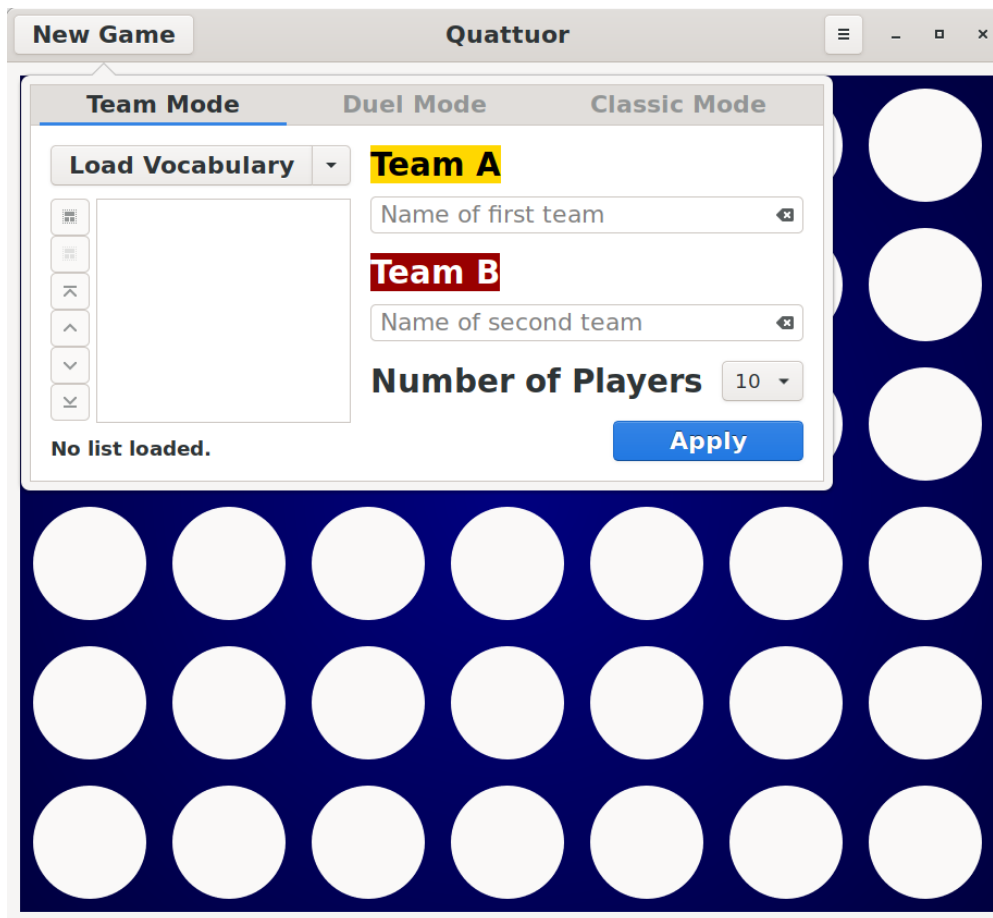 New Game
Quattuor
Team Mode
Duel Mode
Classic Mode
Load Vocabulary
Team A
Name of first team
Team B
Name of second team
Number of Players
10
No list loaded.
Apply